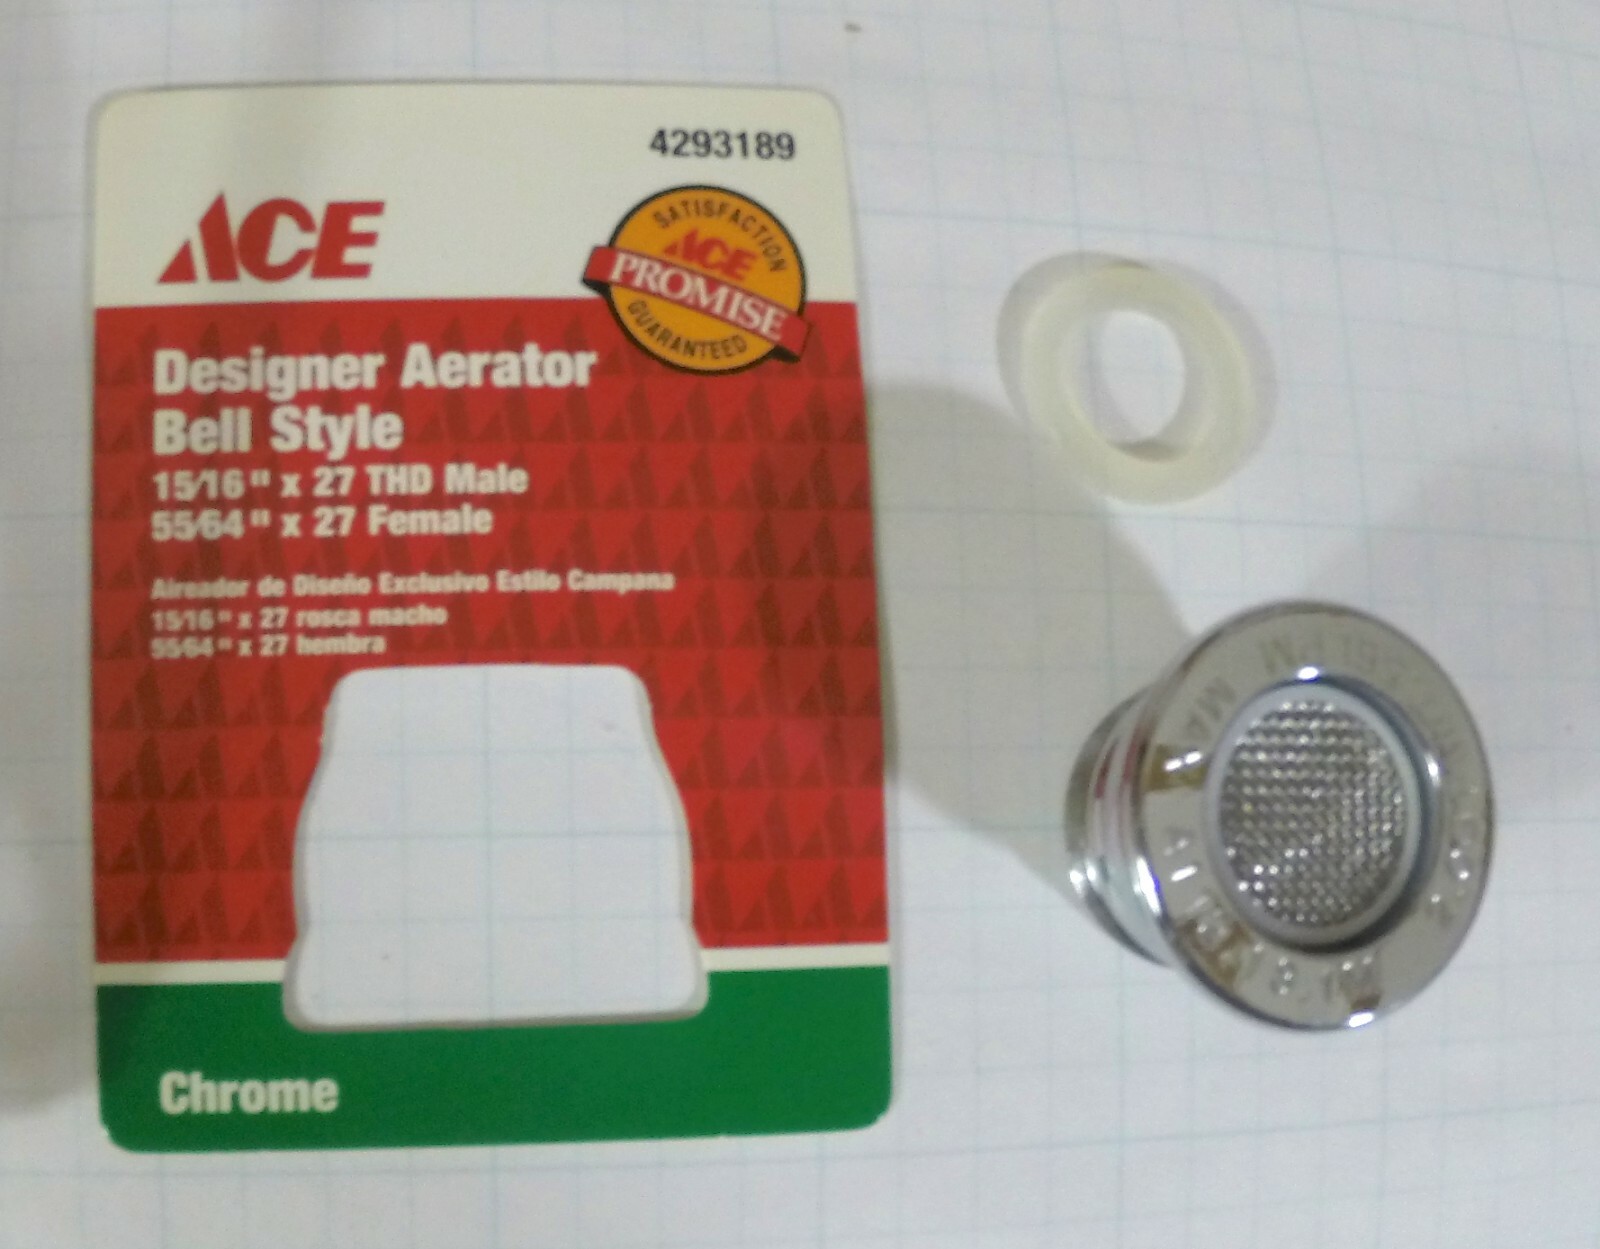 4293189
ACE
SATISFACTION
ACE
PROMISE
GUARANTEED
Designer Aerator
Bell Style
15/16" x 27 THD Male
55/64" x 27 Female
Aireador de Diseño Exclusivo Estilo Campana
15/16" x 27 rosca macho
55/64" x 27 hembra
Chrome
MAX